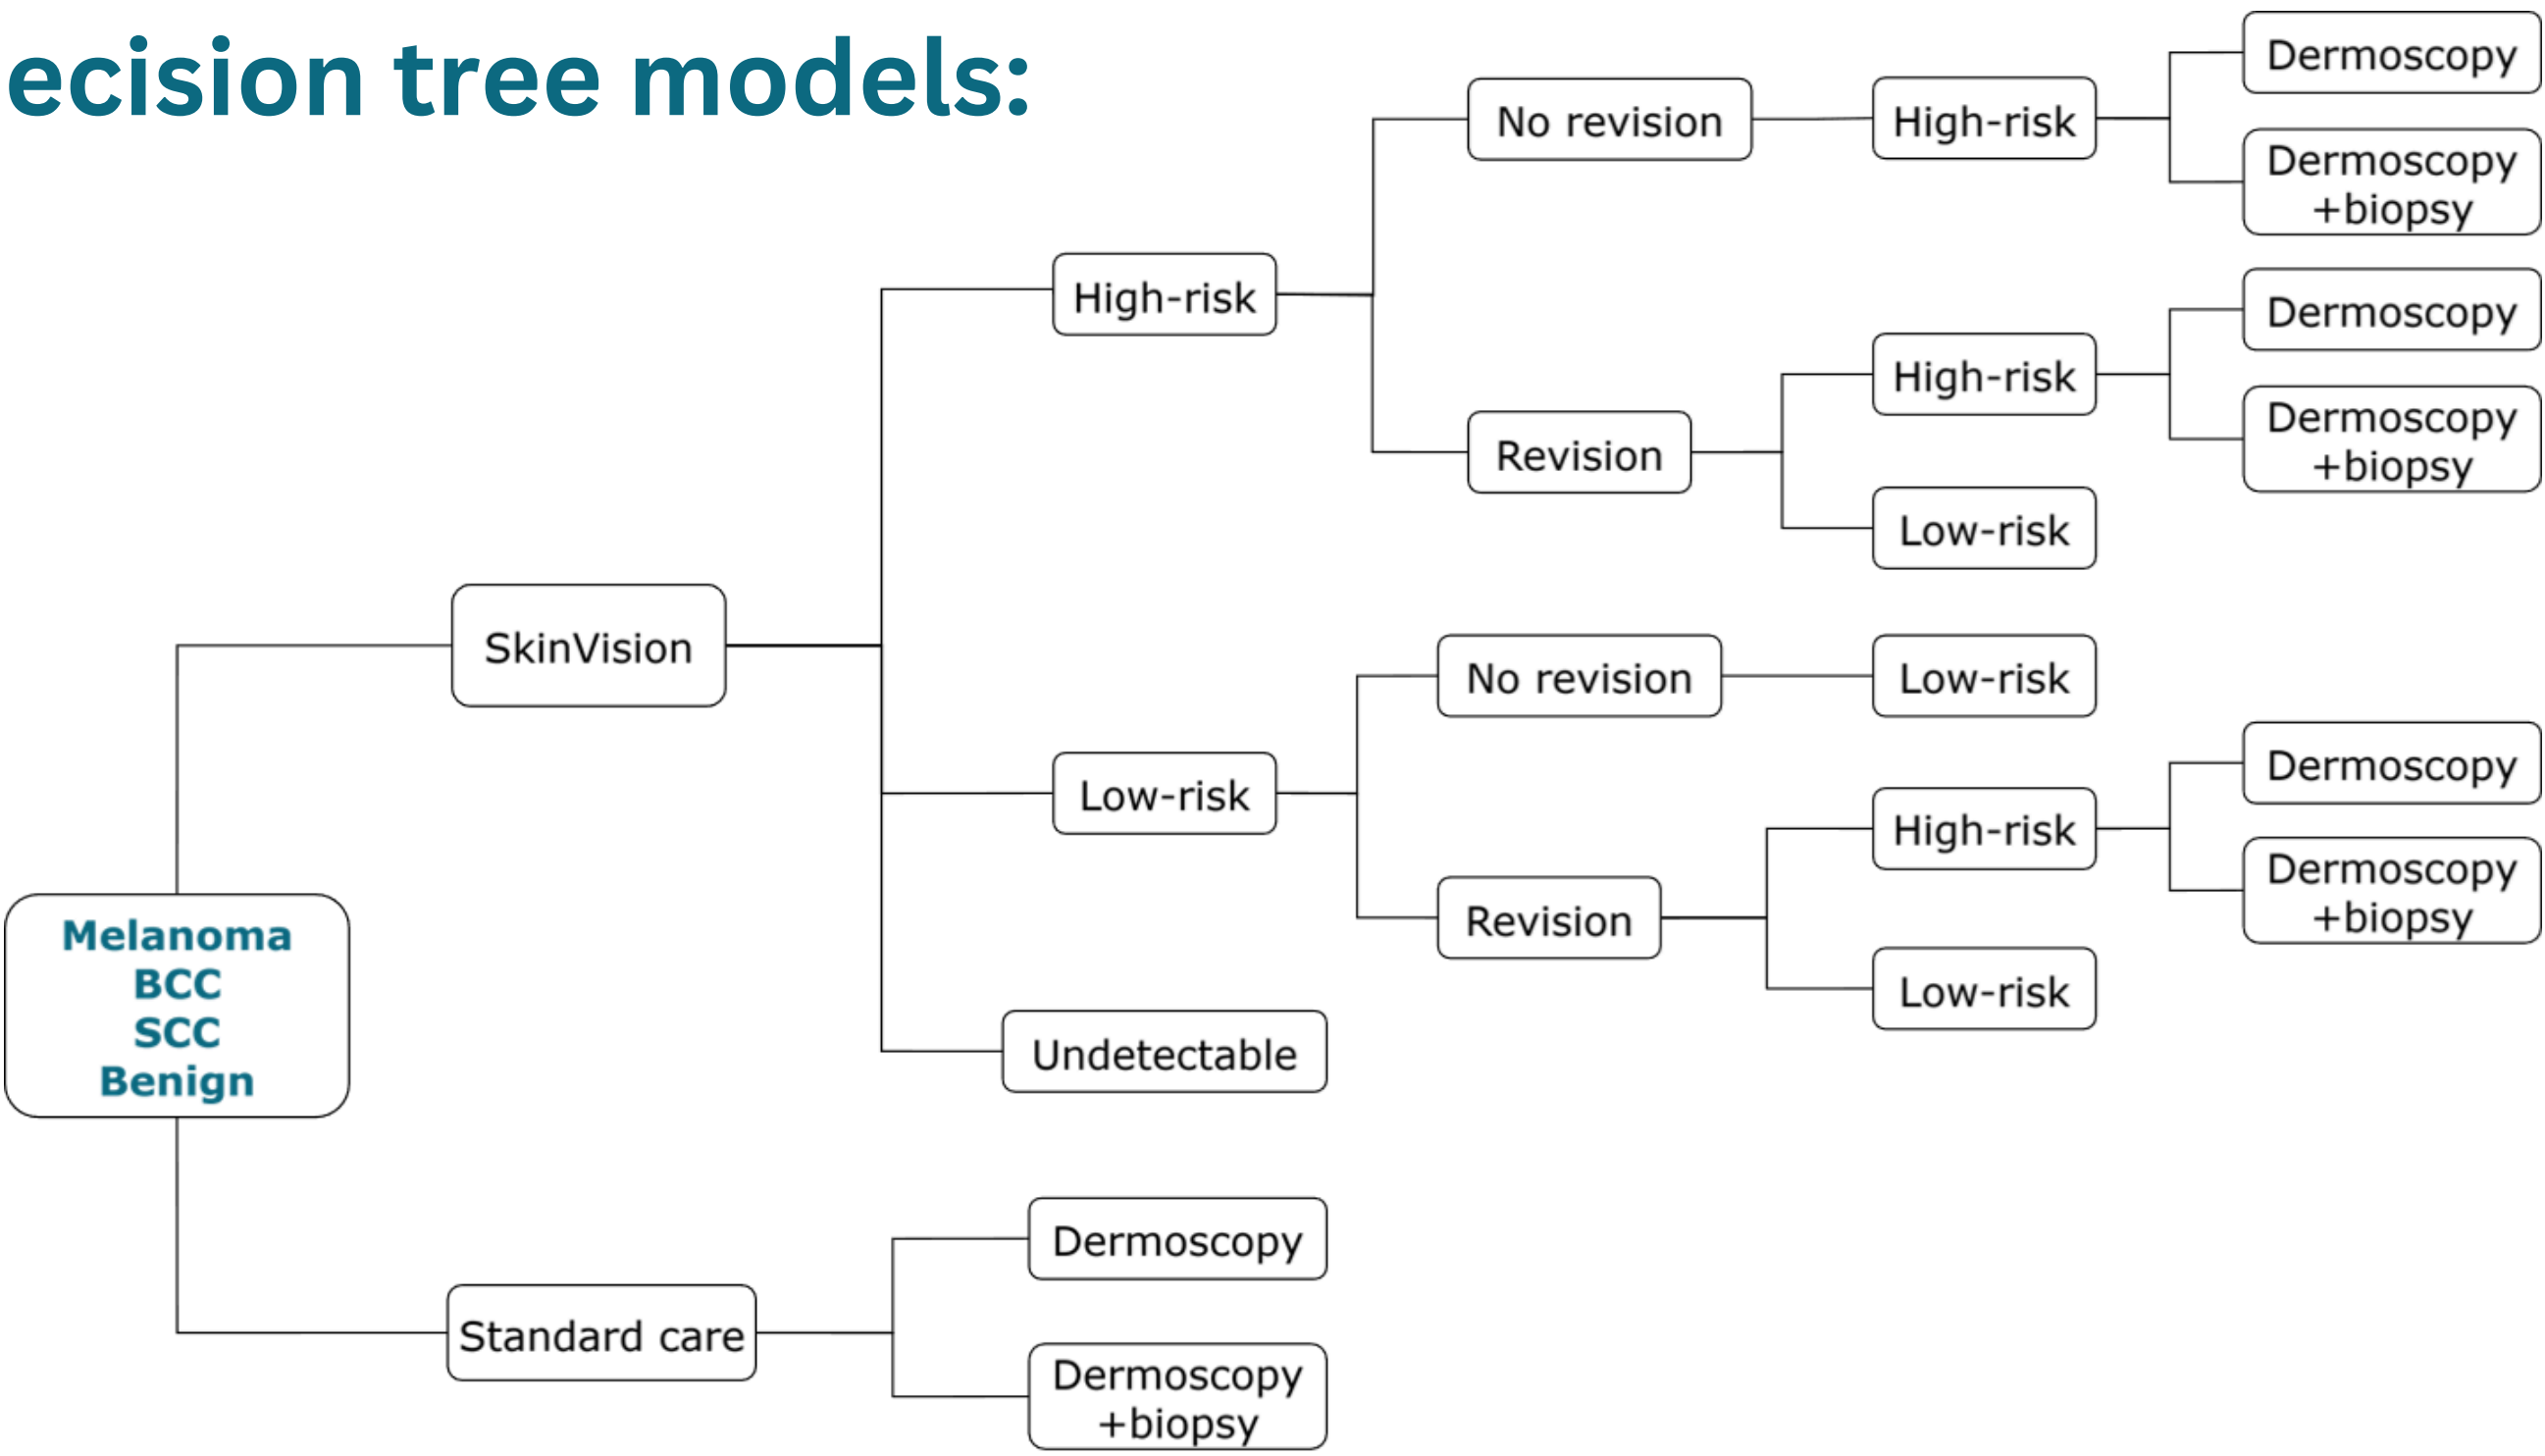 ecision tree models:
Dermoscopy
No revision
High-risk
Dermoscopy
+biopsy
High-risk
Dermoscopy
High-risk
Dermoscopy
+biopsy
Revision
Low-risk
SkinVision
No revision
Low-risk
Dermoscopy
Low-risk
High-risk
Dermoscopy
+biopsy
Revision
Low-risk
Melanoma
BCC
SCC
Benign
Undetectable
Dermoscopy
Standard care
Dermoscopy
+biopsy